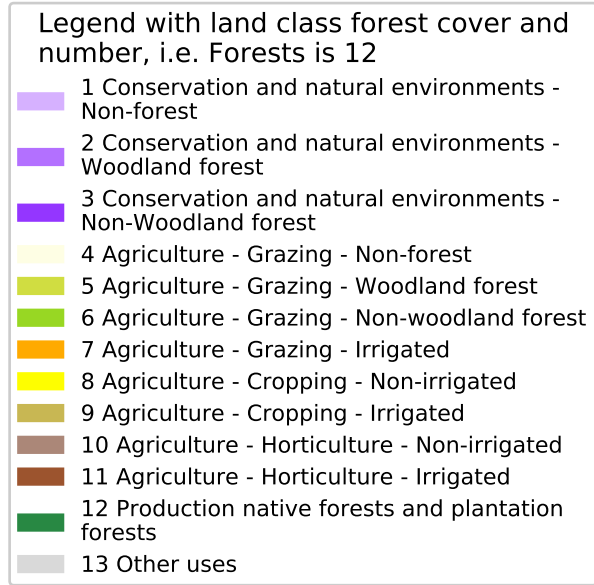 Legend with land class forest cover and
number, i.e. Forests is 12
1 Conservation and natural environments -
Non-forest
2 Conservation and natural environments -
Woodland forest
3 Conservation and natural environments -
Non-Woodland forest
4 Agriculture - Grazing - Non-forest
5 Agriculture - Grazing - Woodland forest
6 Agriculture - Grazing - Non-woodland forest
7 Agriculture - Grazing - Irrigated
8 Agriculture - Cropping - Non-irrigated
9 Agriculture - Cropping - Irrigated
10 Agriculture - Horticulture - Non-irrigated
11 Agriculture - Horticulture - Irrigated
12 Production native forests and plantation
forests
13 Other uses